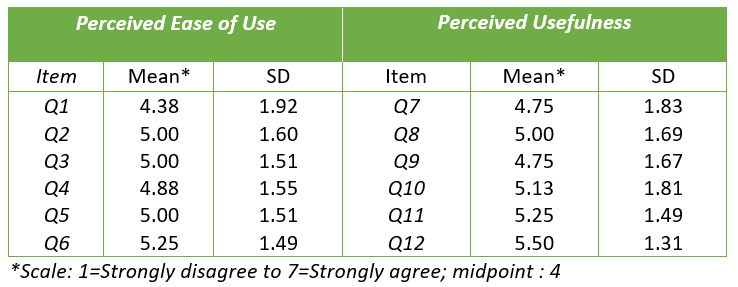 Perceived Ease of Use Perceived Usefulness
Item Mean* SD Item Mean* SD
Q1 4.38 1.92 Q7 4.75 1.83
Q2 5.00 1.60 Q8 5.00 1.69
Q3 5.00 1.51 Q9 4.75 1.67
Q4 4.88 1.55 Q10 5.13 1.81
Q5 5.00 1.51 Q11 5.25 1.49
Q6 5.25 1.49 Q12 5.50 1.31
*Scale: 1=Strongly disagree to 7=Strongly agree; midpoint : 4